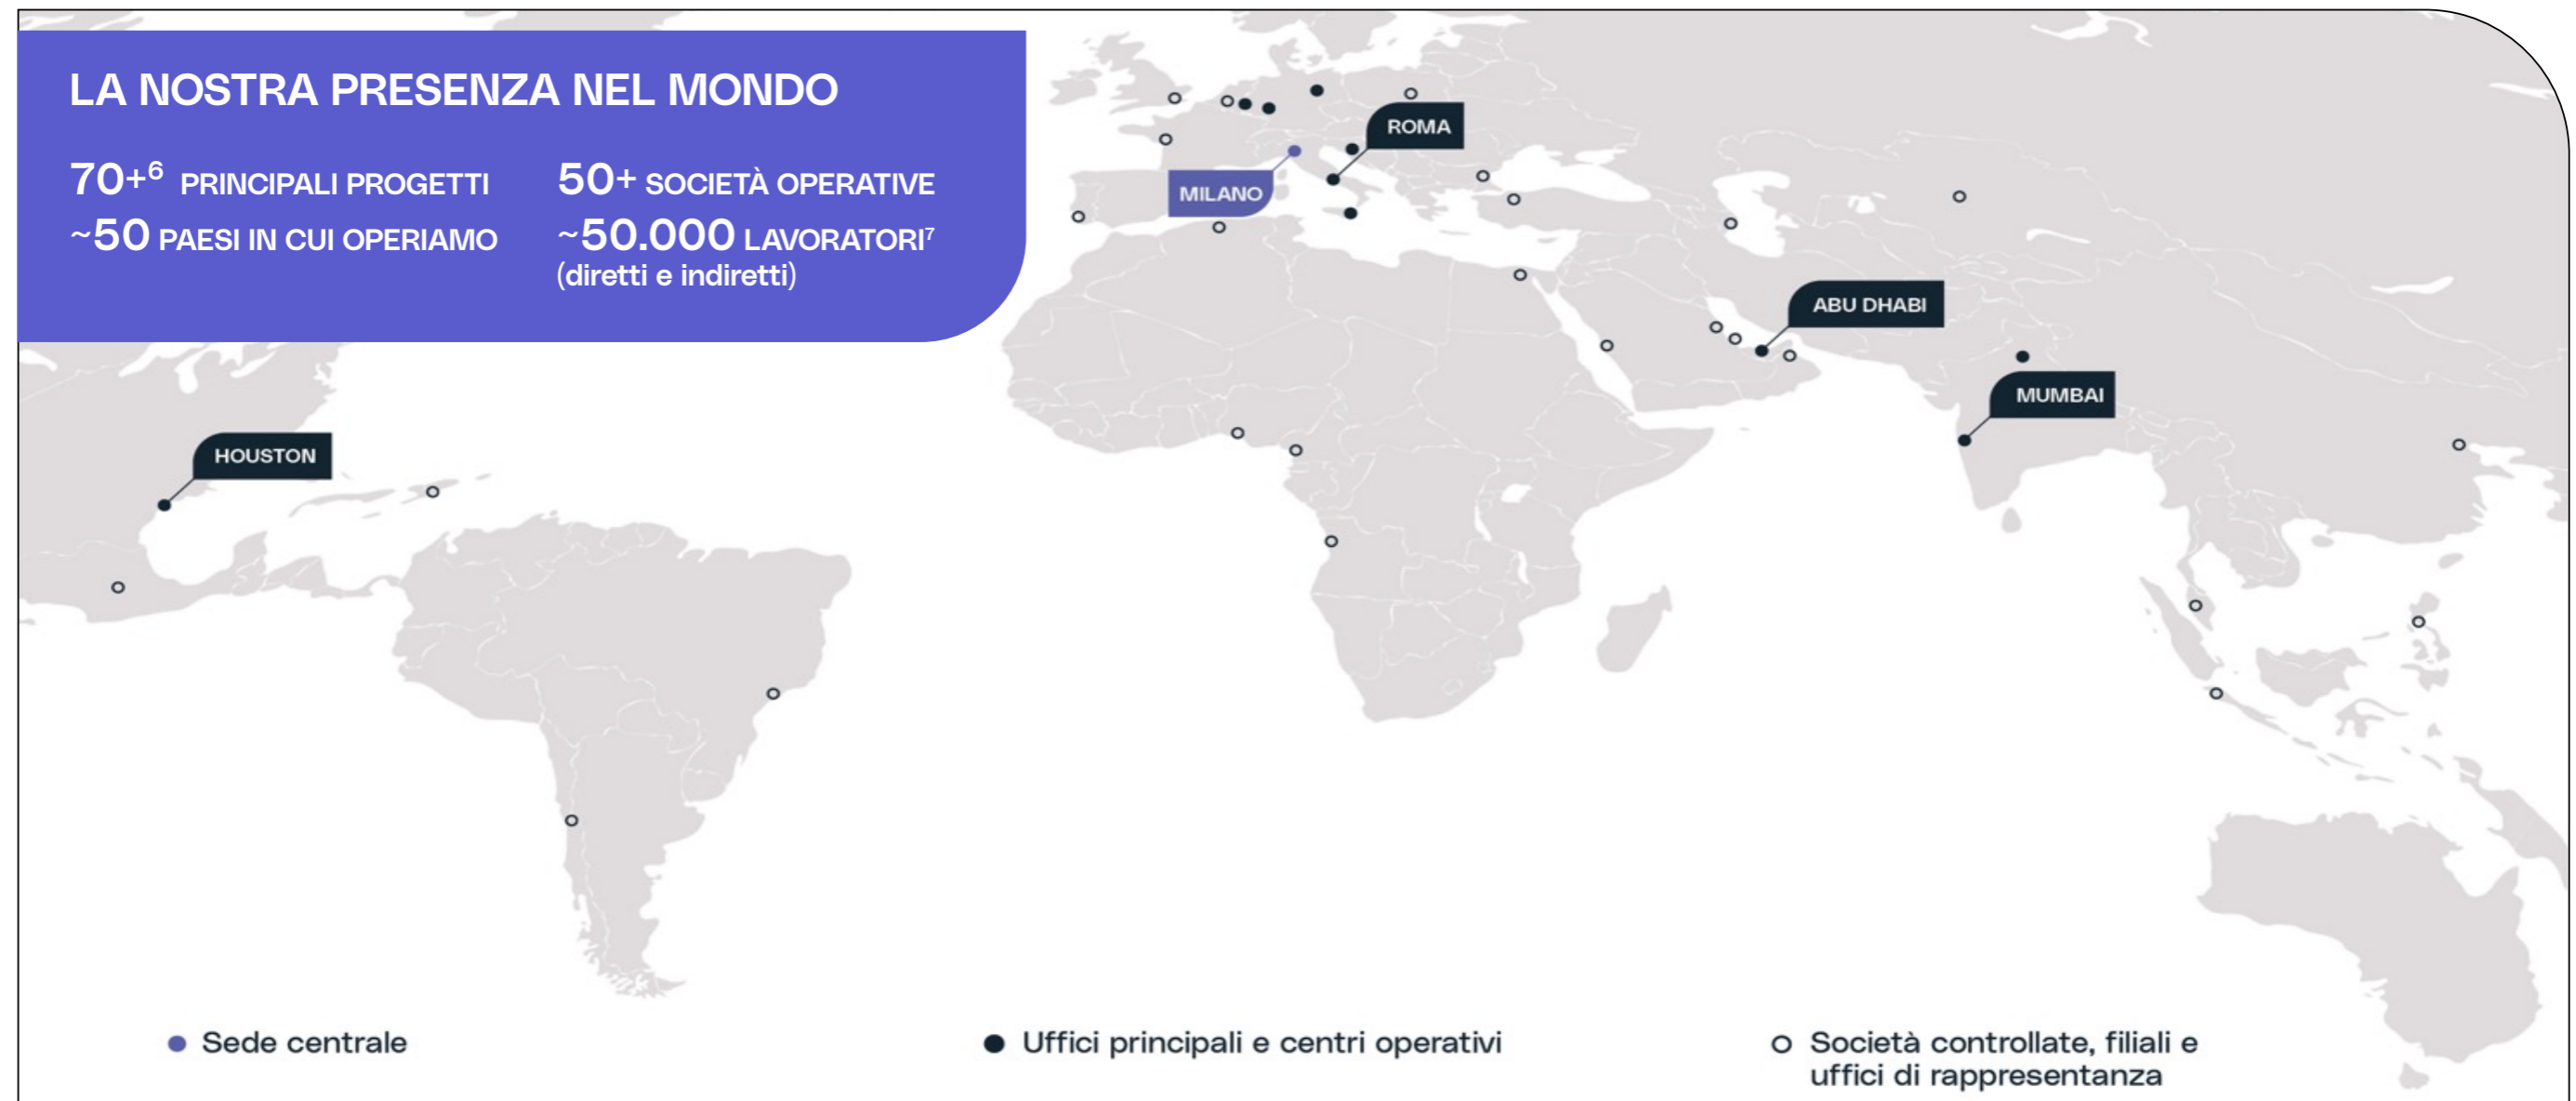 LA NOSTRA PRESENZA NEL MONDO
70+⁶ PRINCIPALI PROGETTI
~50 PAESI IN CUI OPERIAMO
50+ SOCIETÀ OPERATIVE
~50.000 LAVORATORI⁷
(diretti e indiretti)
ROMA
MILANO
ABU DHABI
MUMBAI
HOUSTON
Sede centrale
Uffici principali e centri operativi
Società controllate, filiali e
uffici di rappresentanza